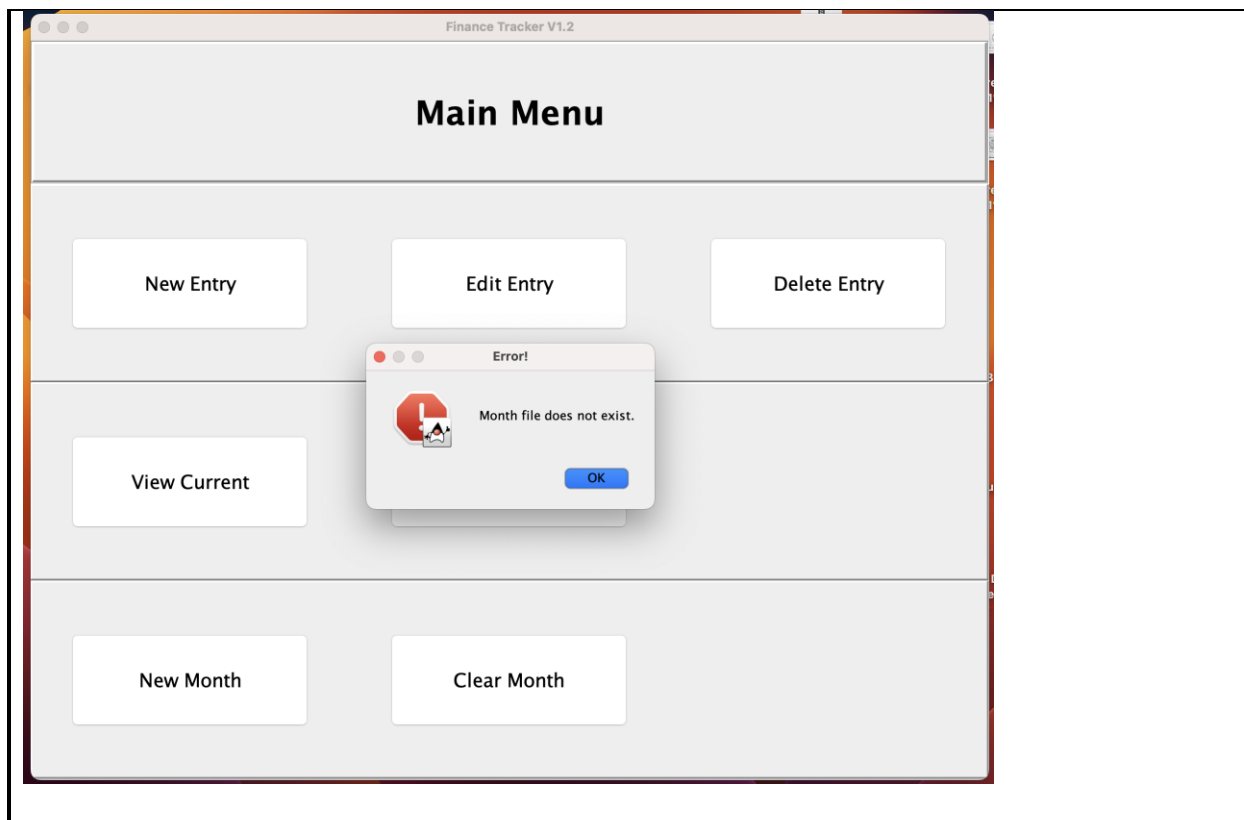 Finance Tracker V1.2
Main Menu
New Entry
Edit Entry
Delete Entry
Error!
Month file does not exist.
OK
View Current
New Month
Clear Month